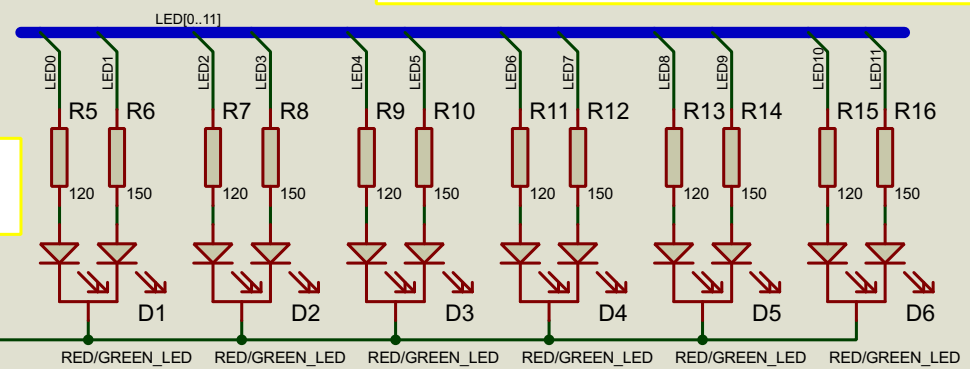 LED[0..11]
LED0 LED1 LED2 LED3 LED4 LED5 LED6 LED7 LED8 LED9 LED10 LED11
R5 R6 R7 R8 R9 R10 R11 R12 R13 R14 R15 R16
120 150 120 150 120 150 120 150 120 150 120 150
D1 D2 D3 D4 D5 D6
RED/GREEN_LED RED/GREEN_LED RED/GREEN_LED RED/GREEN_LED RED/GREEN_LED RED/GREEN_LED